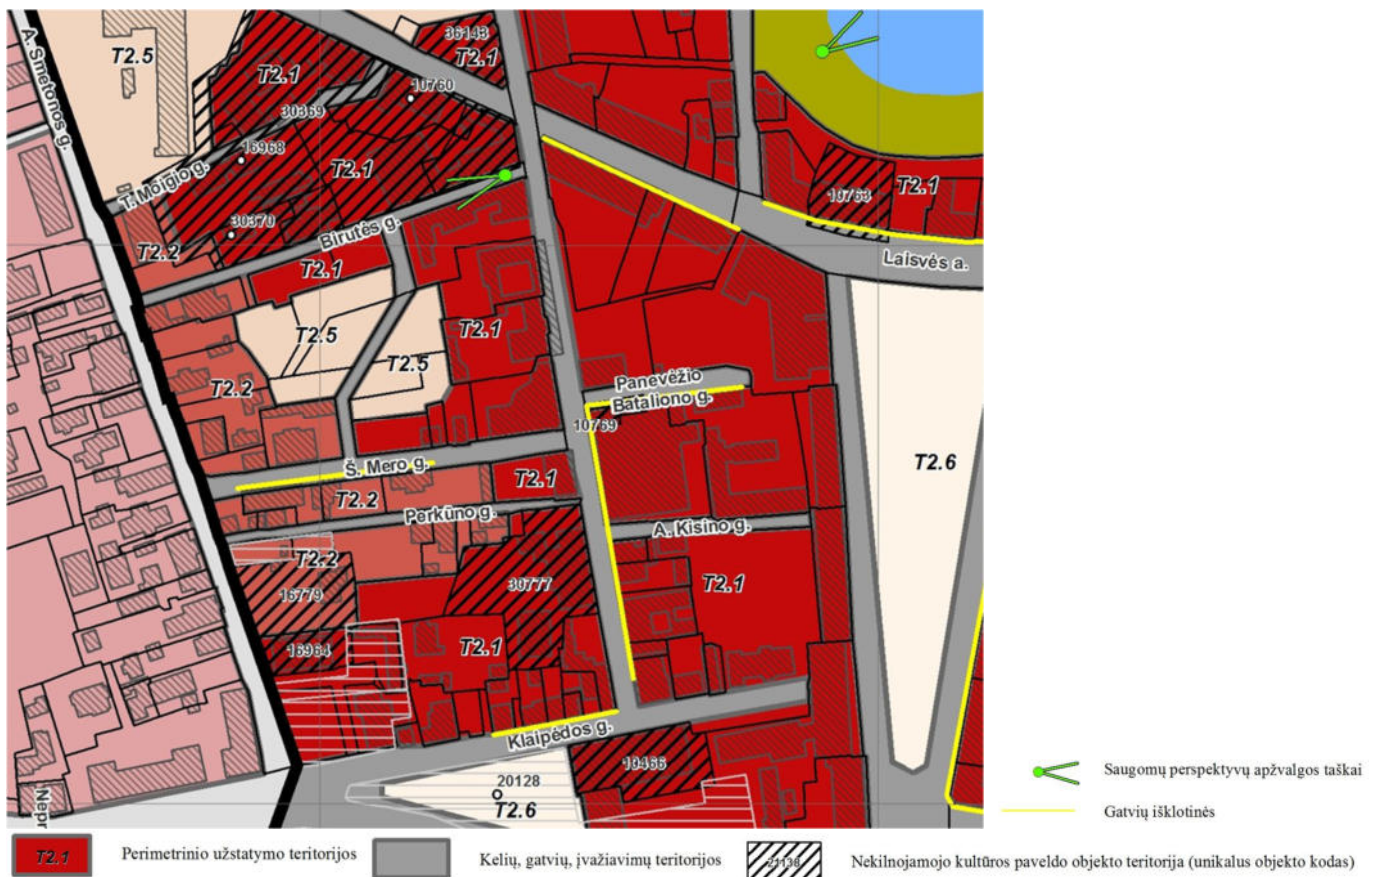 A. Smetonos g.
T2.5
T2.1
36143
T2.1
10760
30369
16968
T. Moigio g.
T2.1
10763
T2.1
30370
Birutės g.
T2.2
T2.1
Laisvės a.
T2.5
T2.1
T2.5
T2.2
Panevėžio
Bataliono g.
10769
Š. Mero g.
T2.6
T2.2
T2.1
Perkūno g.
A. Kisino g.
T2.2
16779
30777
T2.1
16964
T2.1
Klaipėdos g.
10466
20128
T2.6
Nepr
Saugomų perspektyvų apžvalgos taškai
Gatvių išklotinės
T2.1 Perimetrinio užstatymo teritorijos
Kelių, gatvių, įvažiavimų teritorijos
21138 Nekilnojamojo kultūros paveldo objekto teritorija (unikalus objekto kodas)